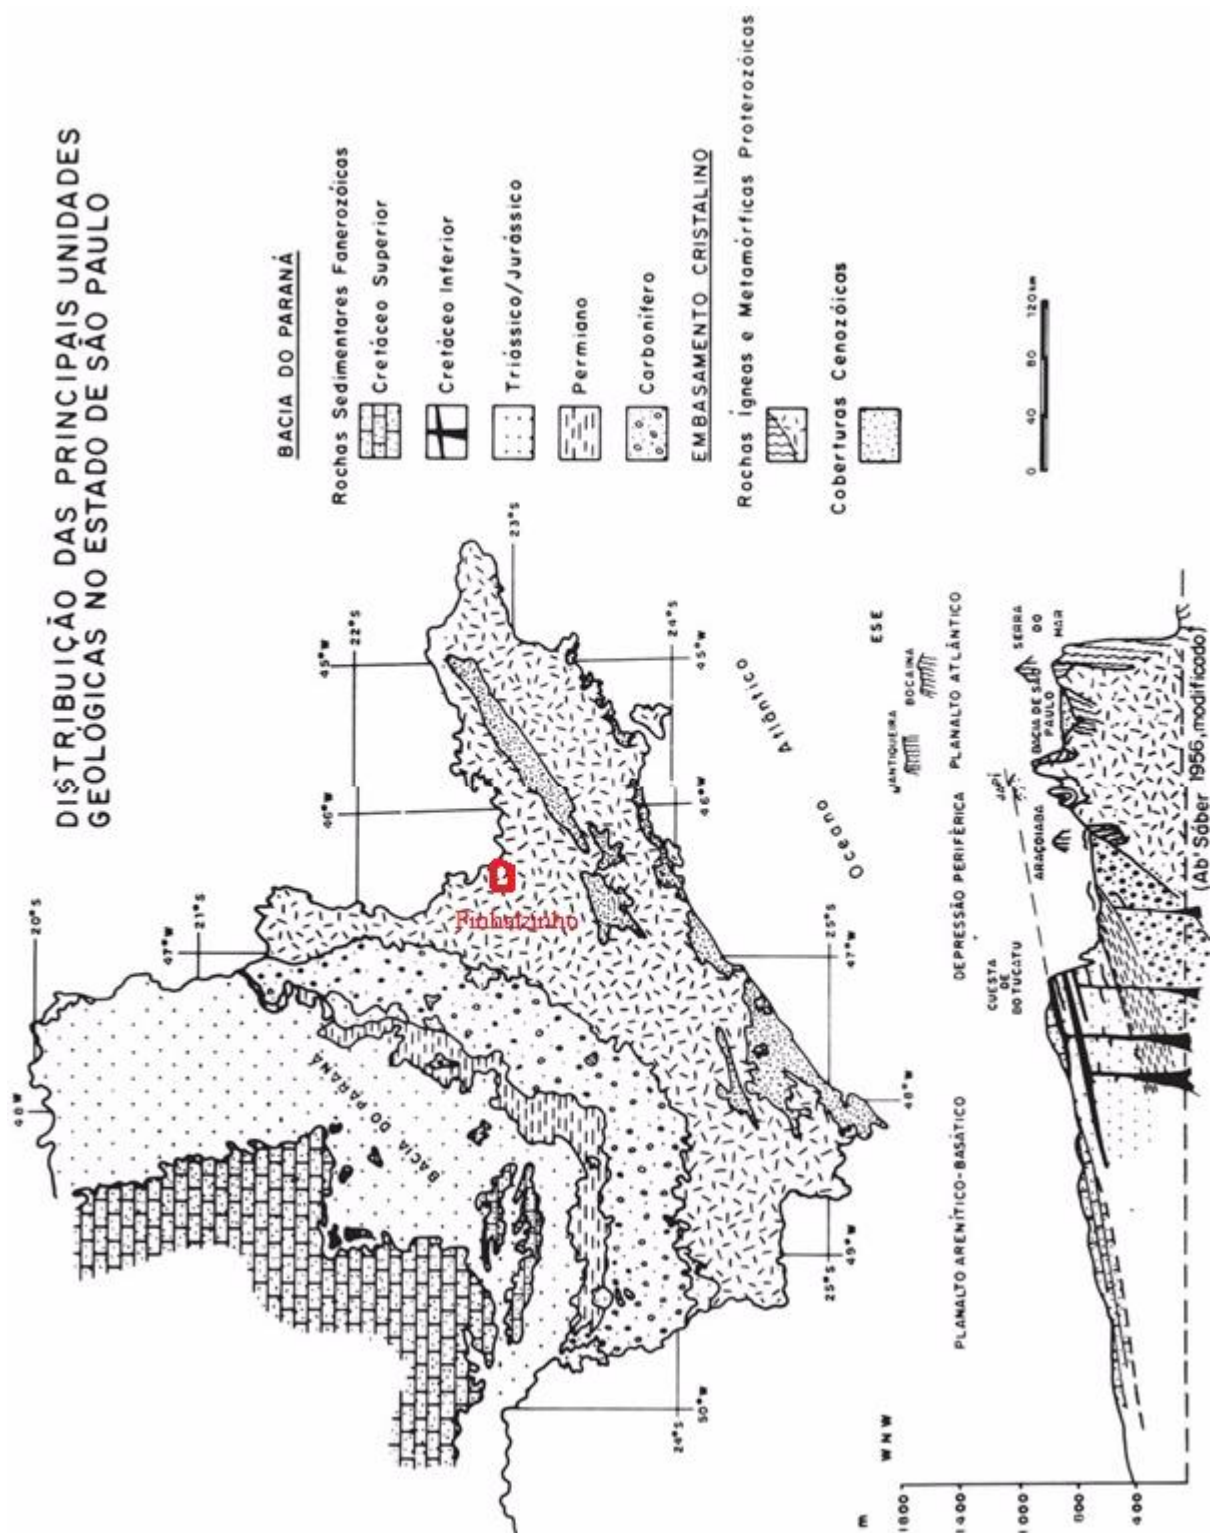 DISTRIBUIÇÃO DAS PRINCIPAIS UNIDADES
GEOLÓGICAS NO ESTADO DE SÃO PAULO
BACIA DO PARANÁ
Rochas Sedimentares Fanerozóicas
Cretáceo Superior
Cretáceo Inferior
Triássico/Jurássico
Permiano
Carbonífero
EMBASAMENTO CRISTALINO
Rochas Ígneas e Metamórficas Proterozóicas
Coberturas Cenozóicas
0 40 80 120km
20°S
21°S
22°S
23°S
24°S
25°S
45°W
46°W
47°W
48°W
49°W
50°W
24°S
25°S
45°W
46°W
47°W
48°W
BACIA DO PARANÁ
Pinhalzinho
Oceano Atlântico
WNW
ESE
PLANALTO ARENÍTICO-BASÁTICO
DEPRESSÃO PERIFÉRICA
PLANALTO ATLÂNTICO
CUESTA
DE
BOTUCATU
ARAÇOIABA
JAPÍ
MANTIQUEIRA
BOCAINA
BACIA DE SÃO
PAULO
SERRA
DO
MAR
m
1800
1400
1000
800
400
(Ab'Sáber 1956, modificado)